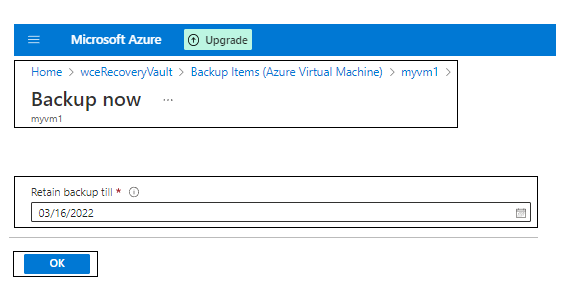 Microsoft Azure Upgrade
Home > wceRecoveryVault > Backup Items (Azure Virtual Machine) > myvm1 >
Backup now ...
myvm1
Retain backup till *
03/16/2022
OK